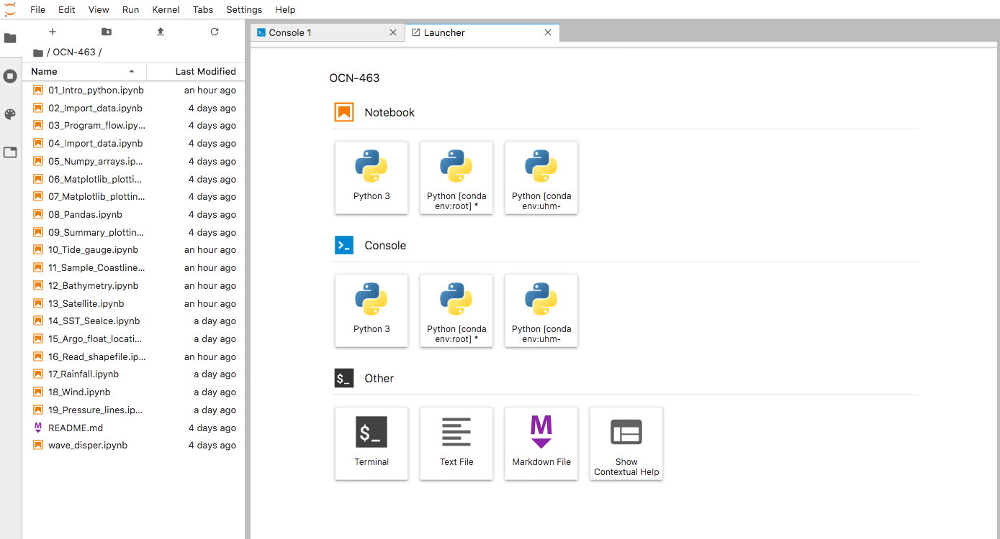 File Edit View Run Kernel Tabs Settings Help
Console 1
Launcher
/ OCN-463 /
Name Last Modified
01_Intro_python.ipynb an hour ago
02_Import_data.ipynb 4 days ago
03_Program_flow.ipy... 4 days ago
04_Import_data.ipynb 4 days ago
05_Numpy_arrays.ip... 4 days ago
06_Matplotlib_plotti... 4 days ago
07_Matplotlib_plottin... 4 days ago
08_Pandas.ipynb 4 days ago
09_Summary_plottin... 4 days ago
10_Tide_gauge.ipynb an hour ago
11_Sample_Coastline... an hour ago
12_Bathymetry.ipynb an hour ago
13_Satellite.ipynb an hour ago
14_SST_SeaIce.ipynb a day ago
15_Argo_float_locati... a day ago
16_Read_shapefile.ip... an hour ago
17_Rainfall.ipynb a day ago
18_Wind.ipynb a day ago
19_Pressure_lines.ip... a day ago
README.md 4 days ago
wave_disper.ipynb 4 days ago
OCN-463
Notebook
Python 3
Python [conda
env:root] *
Python [conda
env:uhm-
Console
Python 3
Python [conda
env:root] *
Python [conda
env:uhm-
$_ Other
$_
Terminal
Text File
M
Markdown File
Show
Contextual Help